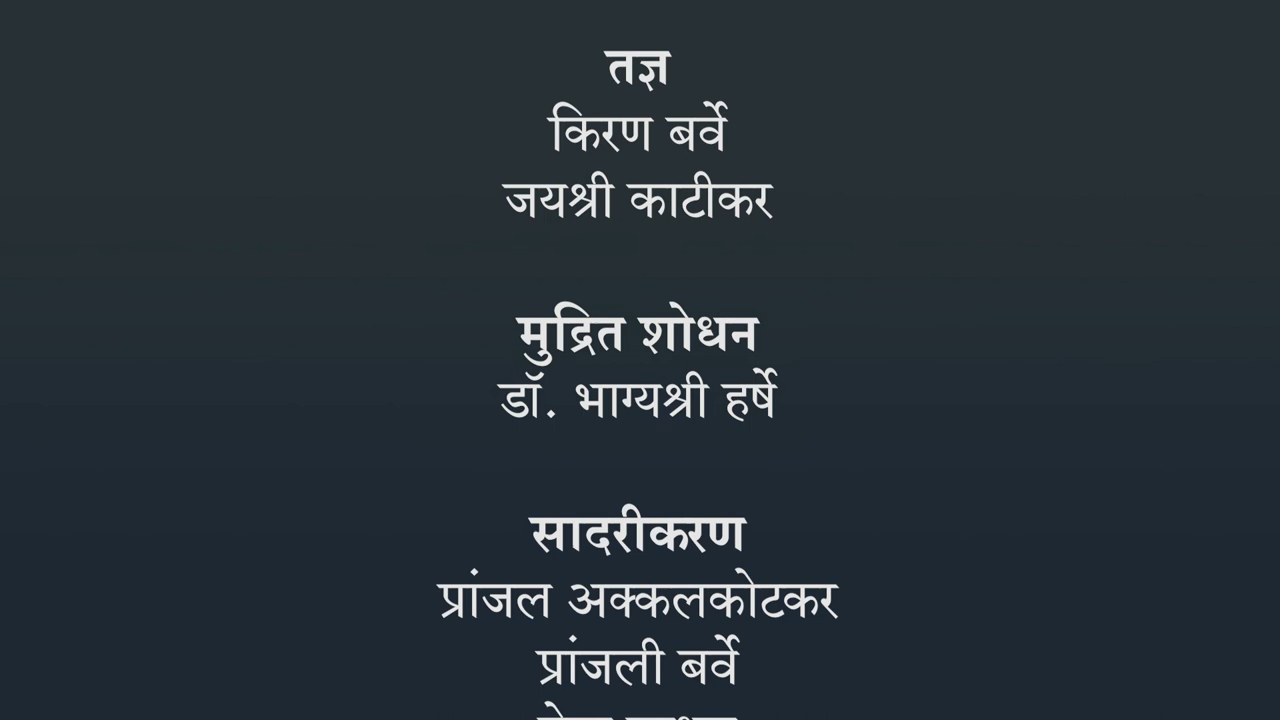 तज्ञ
किरण बर्वे
जयश्री काटीकर
मुद्रित शोधन
डॉ. भाग्यश्री हर्षे
सादरीकरण
प्रांजल अक्कलकोटकर
प्रांजली बर्वे